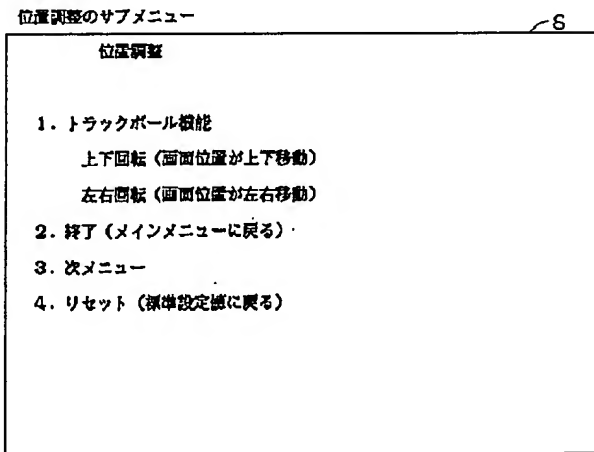 位置調整のサブメニュー
S
位置調整
1. トラックボール機能
上下回転（画面位置が上下移動）
左右回転（画面位置が左右移動）
2. 終了（メインメニューに戻る）
3. 次メニュー
4. リセット（標準設定値に戻る）